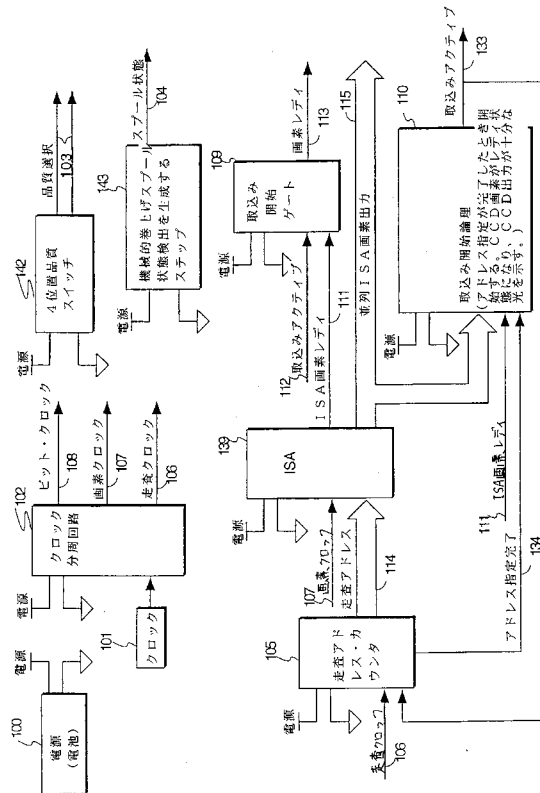 電源
(電池)
100
電源
クロック
101
クロック
分周回路
102
電源
ビット・クロック
108
画素クロック
107
走査クロック
106
4位置品質
スイッチ
142
電源
品質選択
103
機械的巻上げスプール
状態検出を生成する
ステップ
143
電源
スプール状態
104
走査アド
レス・カ
ウンタ
105
電源
走査クロック
106
107
画素クロック
走査アドレス
114
ISA
139
電源
取込み
開始
ゲート
109
電源
取込みアクティブ
112
ISA画素レディ
111
画素レディ
113
並列ISA画素出力
115
取込み開始論理
(アドレス指定が完了したとき開
始する。CCD画素がレディ状
態になり、CCD出力が十分な
光を示す。)
110
電源
取込みアクティブ
133
111
ISA画素レディ
アドレス指定完了
134